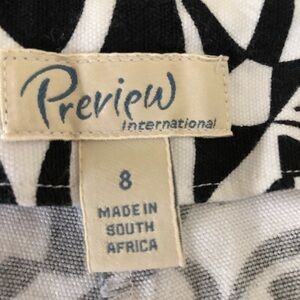 Preview
International
8
MADE IN
SOUTH
AFRICA